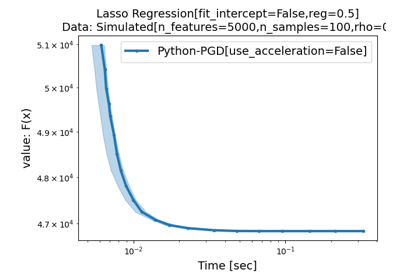 Lasso Regression[fit_intercept=False,reg=0.5]
Data: Simulated[n_features=5000,n_samples=100,rho=0
Python-PGD[use_acceleration=False]
value: F(x)
5.1 × 10⁴
5 × 10⁴
4.9 × 10⁴
4.8 × 10⁴
4.7 × 10⁴
10⁻²
10⁻¹
Time [sec]